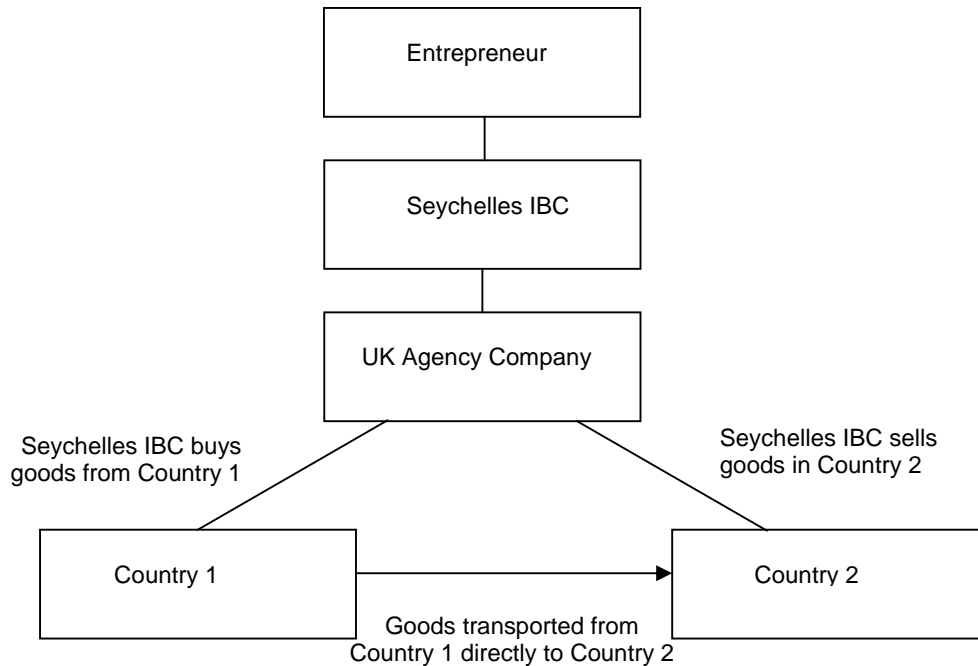 Entrepreneur
Seychelles IBC
UK Agency Company
Seychelles IBC buys
goods from Country 1
Seychelles IBC sells
goods in Country 2
Country 1
Country 2
Goods transported from
Country 1 directly to Country 2